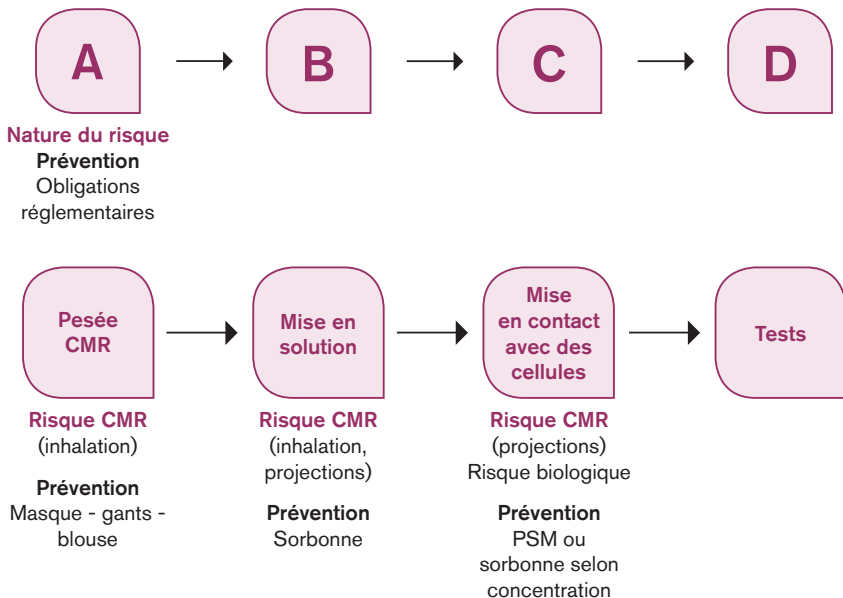 A
B
C
D
Nature du risque
Prévention
Obligations
réglementaires
Pesée
CMR
Mise en
solution
Mise
en contact
avec des
cellules
Tests
Risque CMR
(inhalation)
Prévention
Masque - gants -
blouse
Risque CMR
(inhalation,
projections)
Prévention
Sorbonne
Risque CMR
(projections)
Risque biologique
Prévention
PSM ou
sorbonne selon
concentration